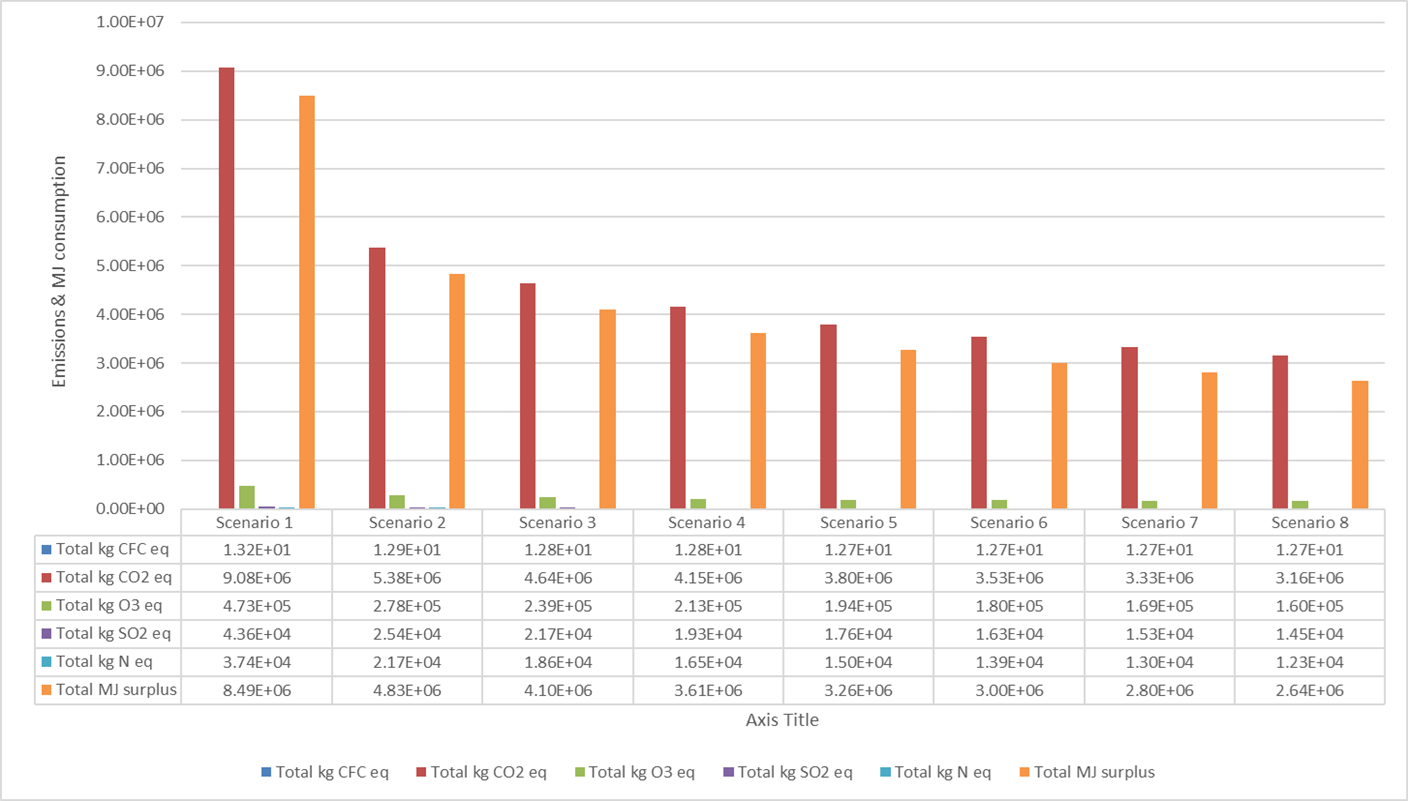 1.00E+07
9.00E+06
8.00E+06
7.00E+06
6.00E+06
5.00E+06
4.00E+06
3.00E+06
2.00E+06
1.00E+06
0.00E+00
Emissions & MJ consumption
Scenario 1 Scenario 2 Scenario 3 Scenario 4 Scenario 5 Scenario 6 Scenario 7 Scenario 8
Total kg CFC eq 1.32E+01 1.29E+01 1.28E+01 1.28E+01 1.27E+01 1.27E+01 1.27E+01 1.27E+01
Total kg CO2 eq 9.08E+06 5.38E+06 4.64E+06 4.15E+06 3.80E+06 3.53E+06 3.33E+06 3.16E+06
Total kg O3 eq 4.73E+05 2.78E+05 2.39E+05 2.13E+05 1.94E+05 1.80E+05 1.69E+05 1.60E+05
Total kg SO2 eq 4.36E+04 2.54E+04 2.17E+04 1.93E+04 1.76E+04 1.63E+04 1.53E+04 1.45E+04
Total kg N eq 3.74E+04 2.17E+04 1.86E+04 1.65E+04 1.50E+04 1.39E+04 1.30E+04 1.23E+04
Total MJ surplus 8.49E+06 4.83E+06 4.10E+06 3.61E+06 3.26E+06 3.00E+06 2.80E+06 2.64E+06
Axis Title
Total kg CFC eq Total kg CO2 eq Total kg O3 eq Total kg SO2 eq Total kg N eq Total MJ surplus